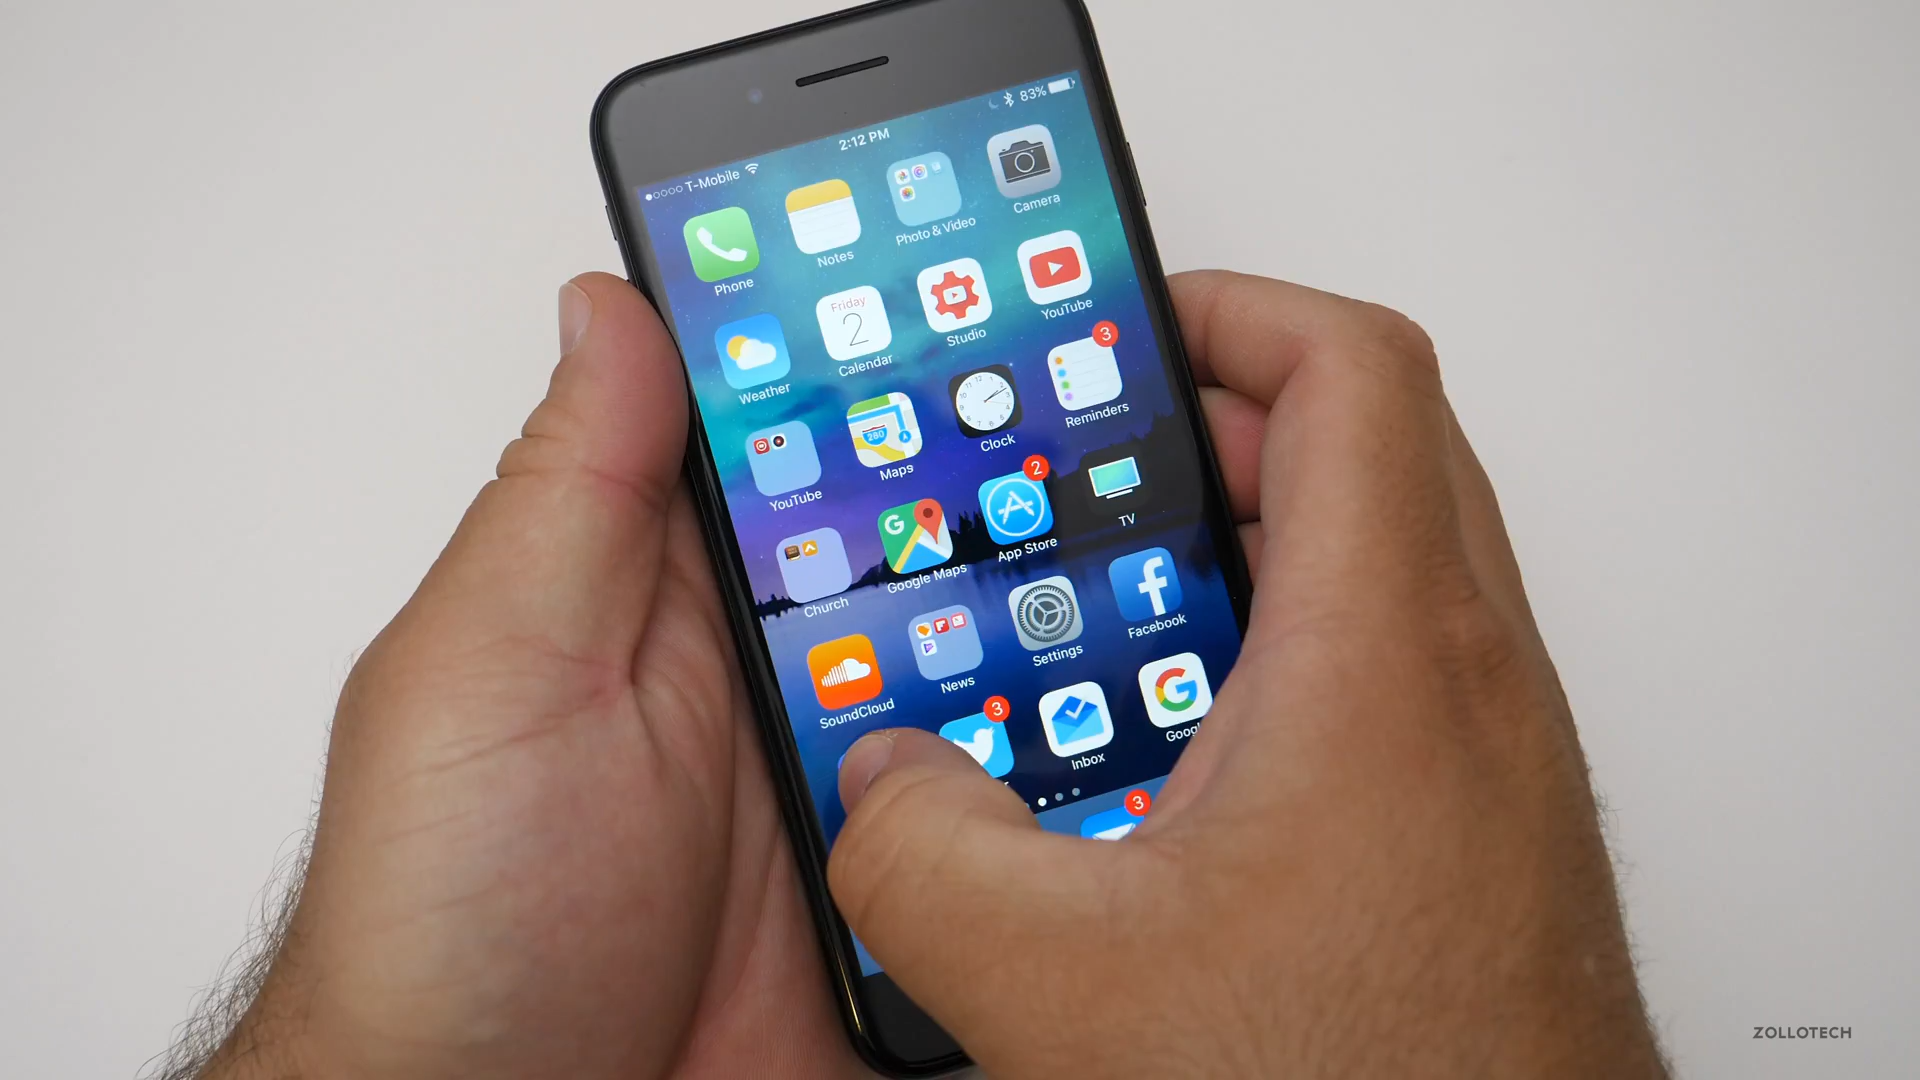 T-Mobile
2:12 PM
83%
Phone
Notes
Photo & Video
Camera
Weather
Friday
2
Calendar
Studio
YouTube
YouTube
280
Maps
Clock
3
Reminders
Church
G
Google Maps
2
App Store
TV
SoundCloud
News
Settings
f
Facebook
3
Inbox
G
3
ZOLLOTECH